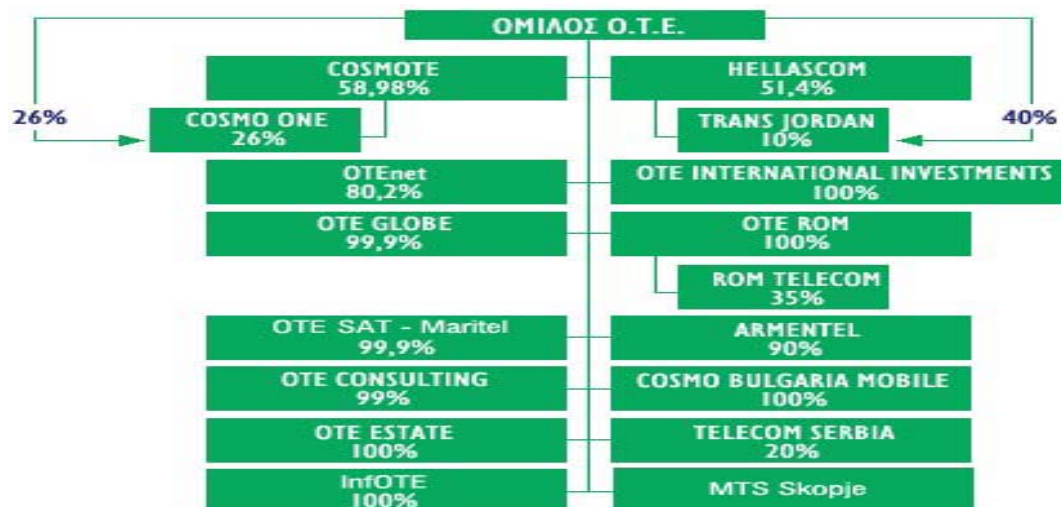 ΟΜΙΛΟΣ Ο.Τ.Ε.
COSMOTE
58,98%
HELLASCOM
51,4%
26%
COSMO ONE
26%
TRANS JORDAN
10%
40%
OTEnet
80,2%
OTE INTERNATIONAL INVESTMENTS
100%
OTE GLOBE
99,9%
OTE ROM
100%
ROM TELECOM
35%
OTE SAT - Maritel
99,9%
ARMENTEL
90%
OTE CONSULTING
99%
COSMO BULGARIA MOBILE
100%
OTE ESTATE
100%
TELECOM SERBIA
20%
InfOTE
100%
MTS Skopje